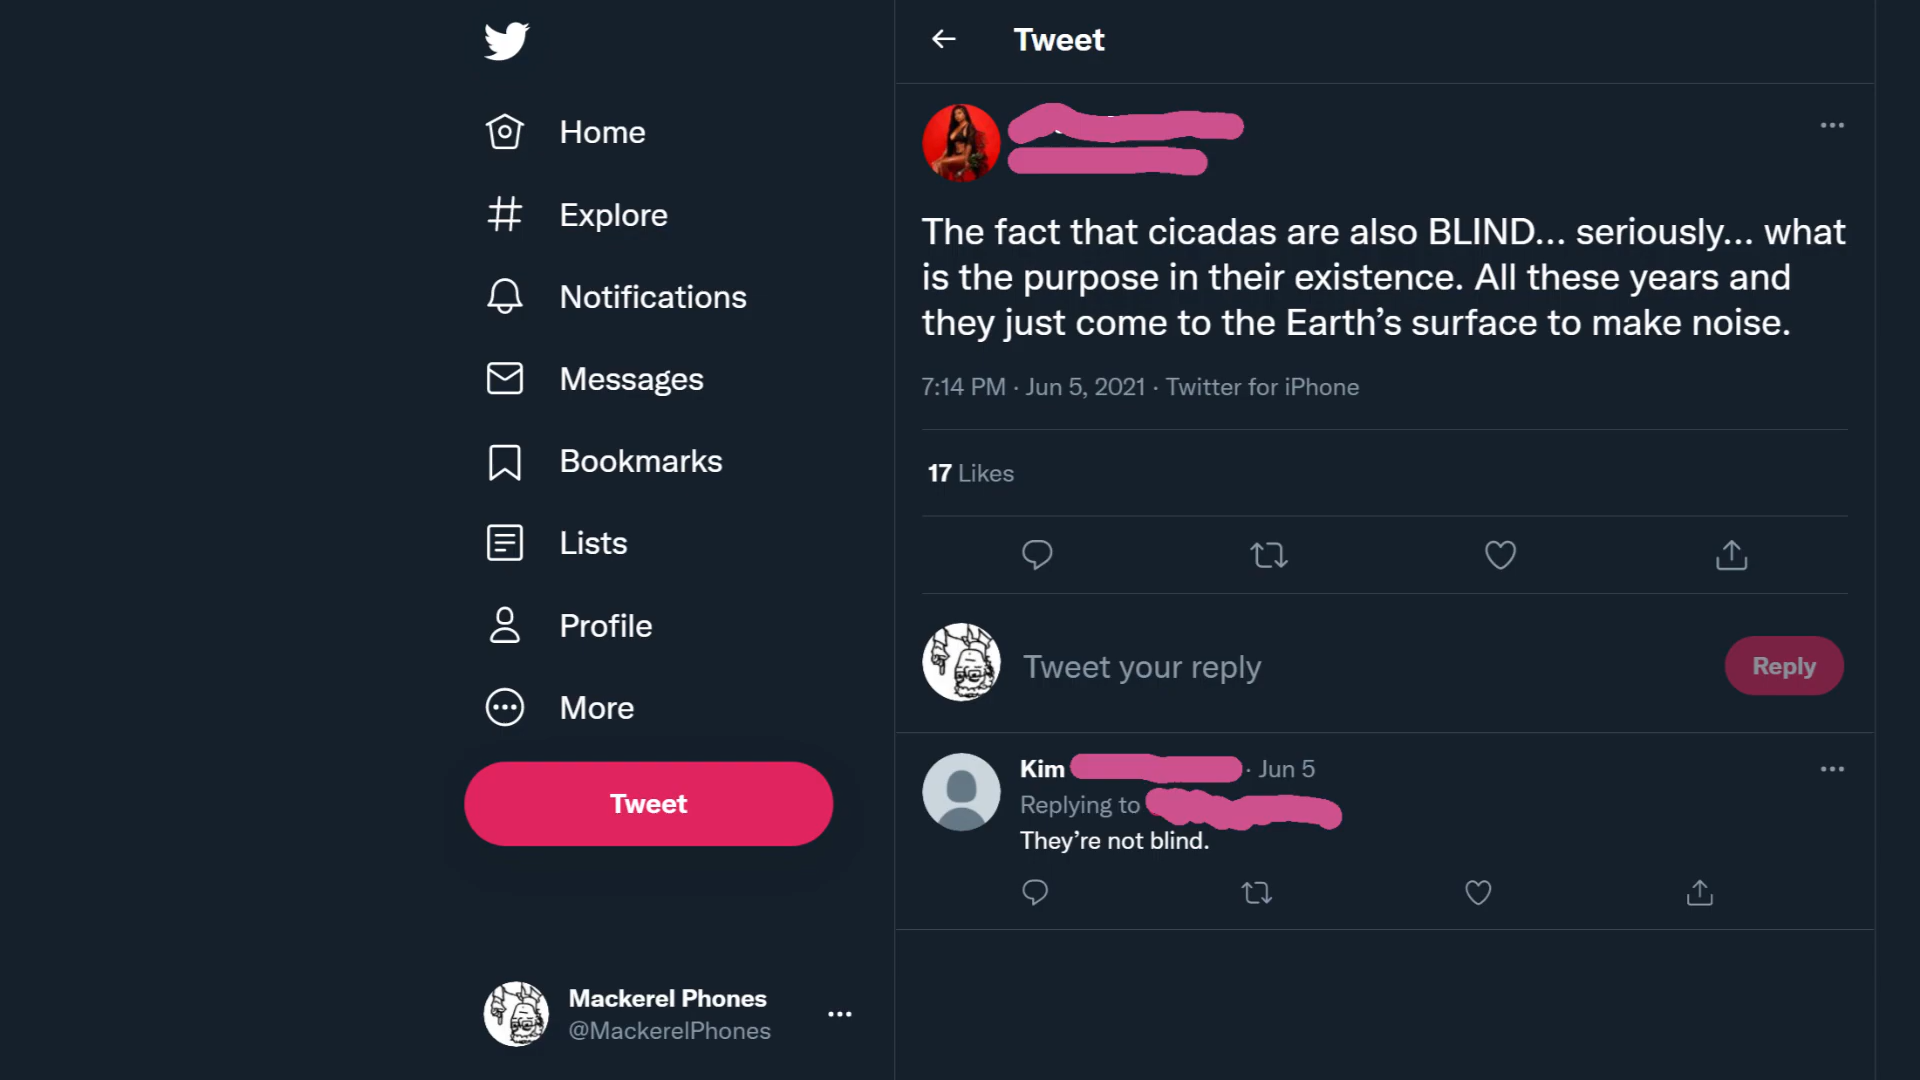 Home
Explore
Notifications
Messages
Bookmarks
Lists
Profile
More
Tweet
Mackerel Phones
@MackerelPhones
Tweet
The fact that cicadas are also BLIND... seriously... what
is the purpose in their existence. All these years and
they just come to the Earth’s surface to make noise.
7:14 PM · Jun 5, 2021 · Twitter for iPhone
17 Likes
Tweet your reply
Reply
Kim · Jun 5
Replying to
They’re not blind.